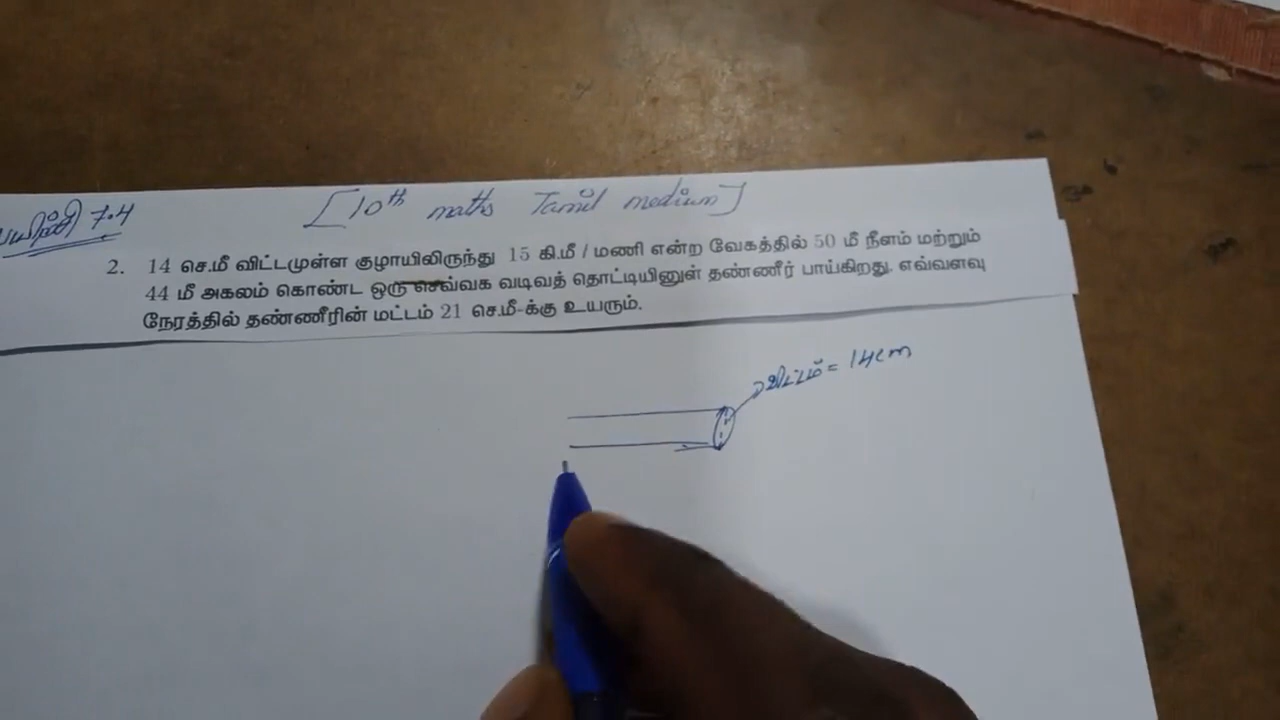 [10th maths Tamil medium]
பயிற்சி 7.4
2. 14 செ.மீ விட்டமுள்ள குழாயிலிருந்து 15 கி.மீ / மணி என்ற வேகத்தில் 50 மீ நீளம் மற்றும்
44 மீ அகலம் கொண்ட ஒரு செவ்வக வடிவத் தொட்டியினுள் தண்ணீர் பாய்கிறது. எவ்வளவு
நேரத்தில் தண்ணீரின் மட்டம் 21 செ.மீ-க்கு உயரும்.
விட்டம் = 14cm